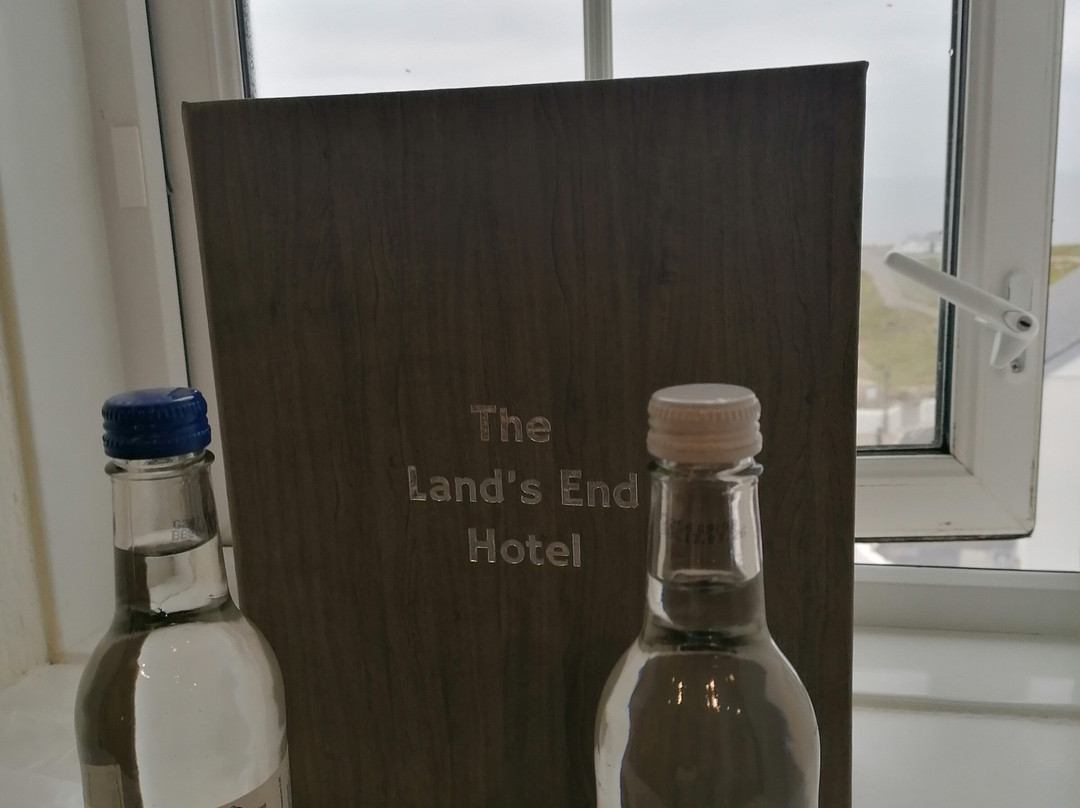 The
Land's End
Hotel